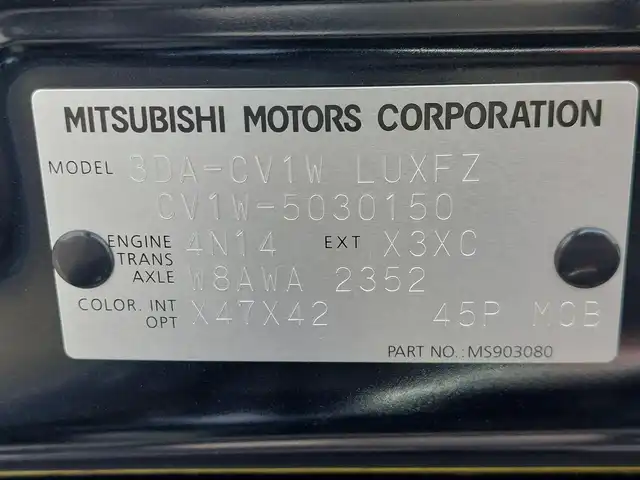 MITSUBISHI MOTORS CORPORATION
MODEL 3DA-CV1W LUXFZ
CV1W-5030150
ENGINE 4N14 EXT X3XC
TRANS
AXLE W8AWA 2352
COLOR. INT X47X42 45P MCB
OPT
PART NO.:MS903080